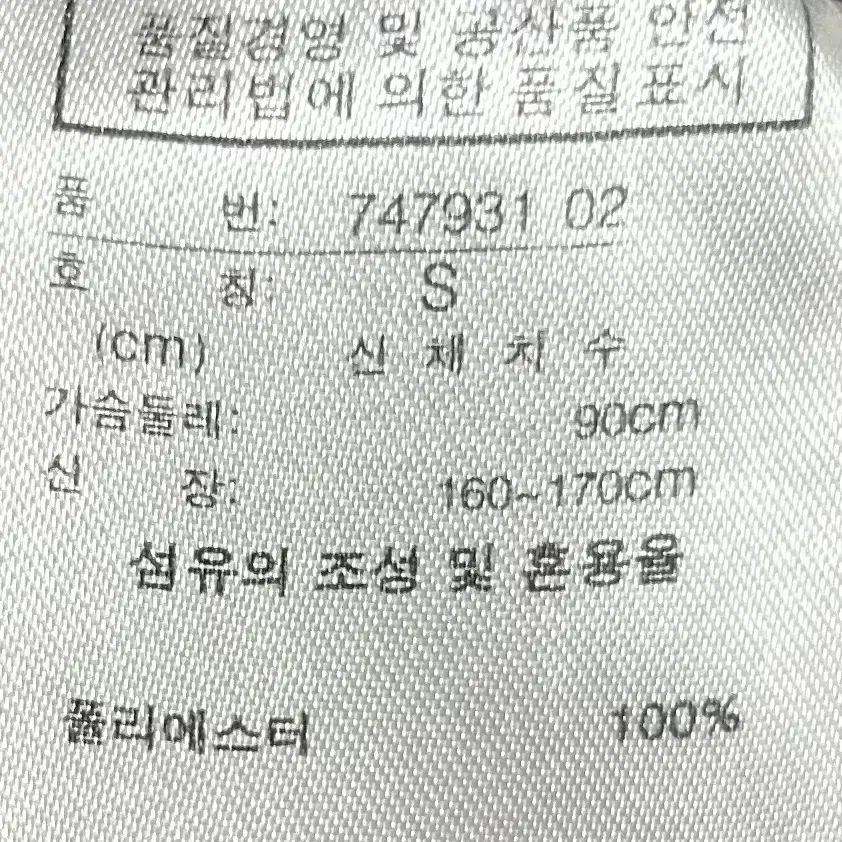 품질경영 및 공산품 안전
관리법에 의한 품질표시
품 번: 747931 02
호 칭: S
(cm) 신 체 치 수
가슴둘레: 90cm
신 장: 160~170cm
섬유의 조성 및 혼용율
폴리에스터 100%